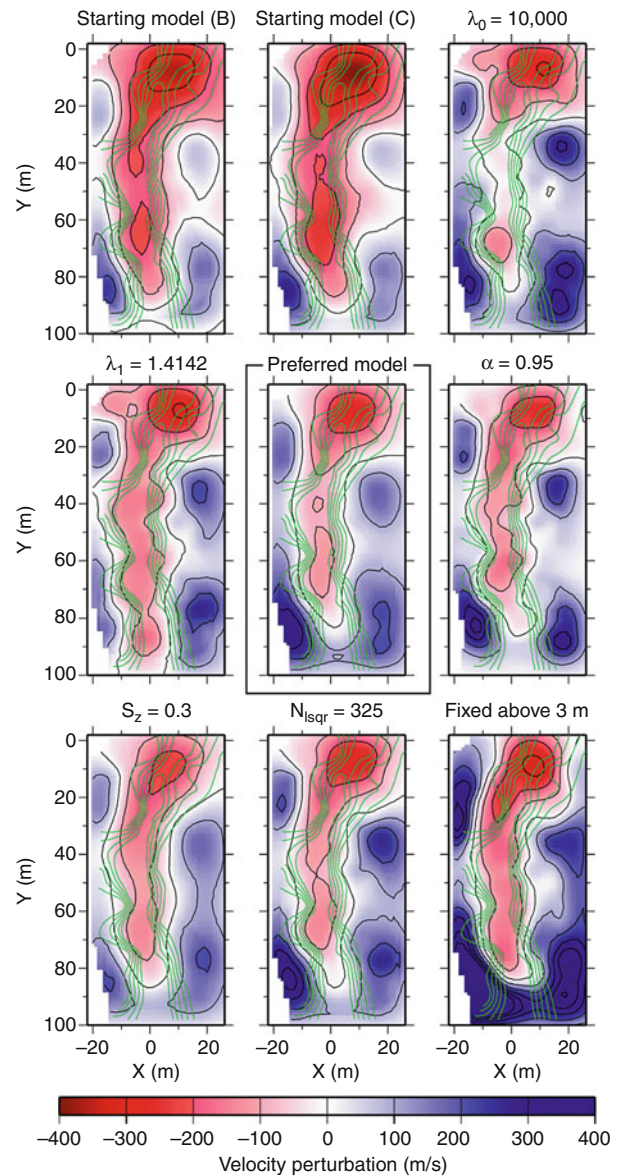 Starting model (B) Starting model (C) λ₀ = 10,000
0
20
40
60
80
100
Y (m)
λ₁ = 1.4142 Preferred model α = 0.95
0
20
40
60
80
100
Y (m)
S_z = 0.3 N_lsqr = 325 Fixed above 3 m
0
20
40
60
80
100
Y (m)
−20 0 20 −20 0 20 −20 0 20
X (m) X (m) X (m)
−400 −300 −200 −100 0 100 200 300 400
Velocity perturbation (m/s)